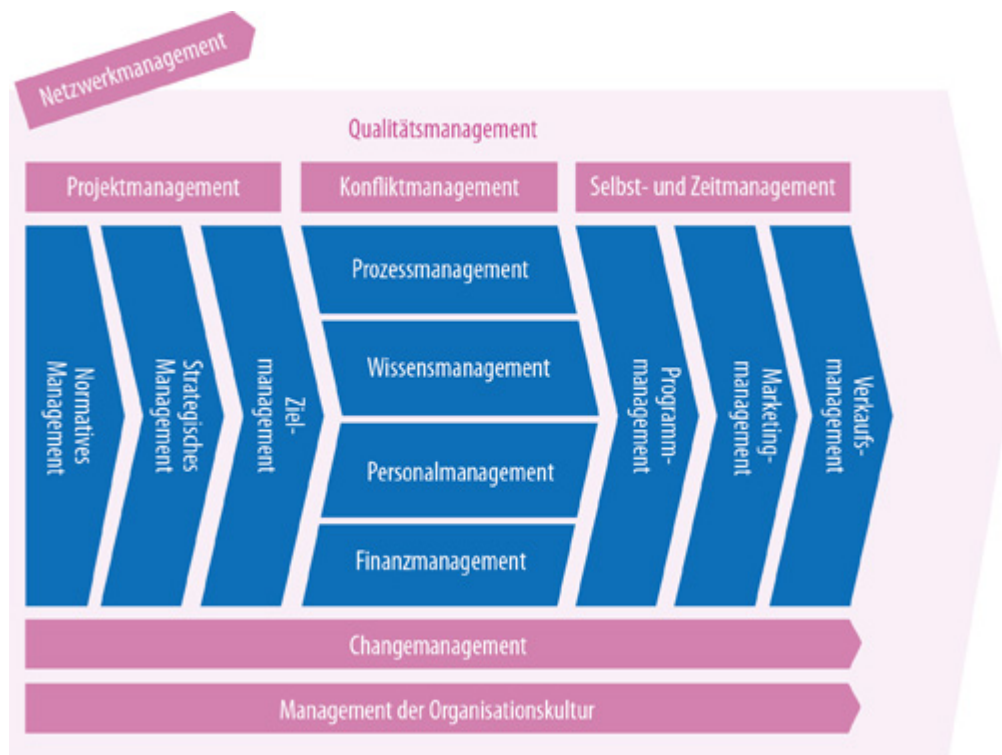 Netzwerkmanagement
Qualitätsmanagement
Projektmanagement
Konfliktmanagement
Selbst- und Zeitmanagement
Normatives
Management
Strategisches
Management
Ziel-
management
Prozessmanagement
Wissensmanagement
Personalmanagement
Finanzmanagement
Programm-
management
Marketing-
management
Verkaufs-
management
Changemanagement
Management der Organisationskultur